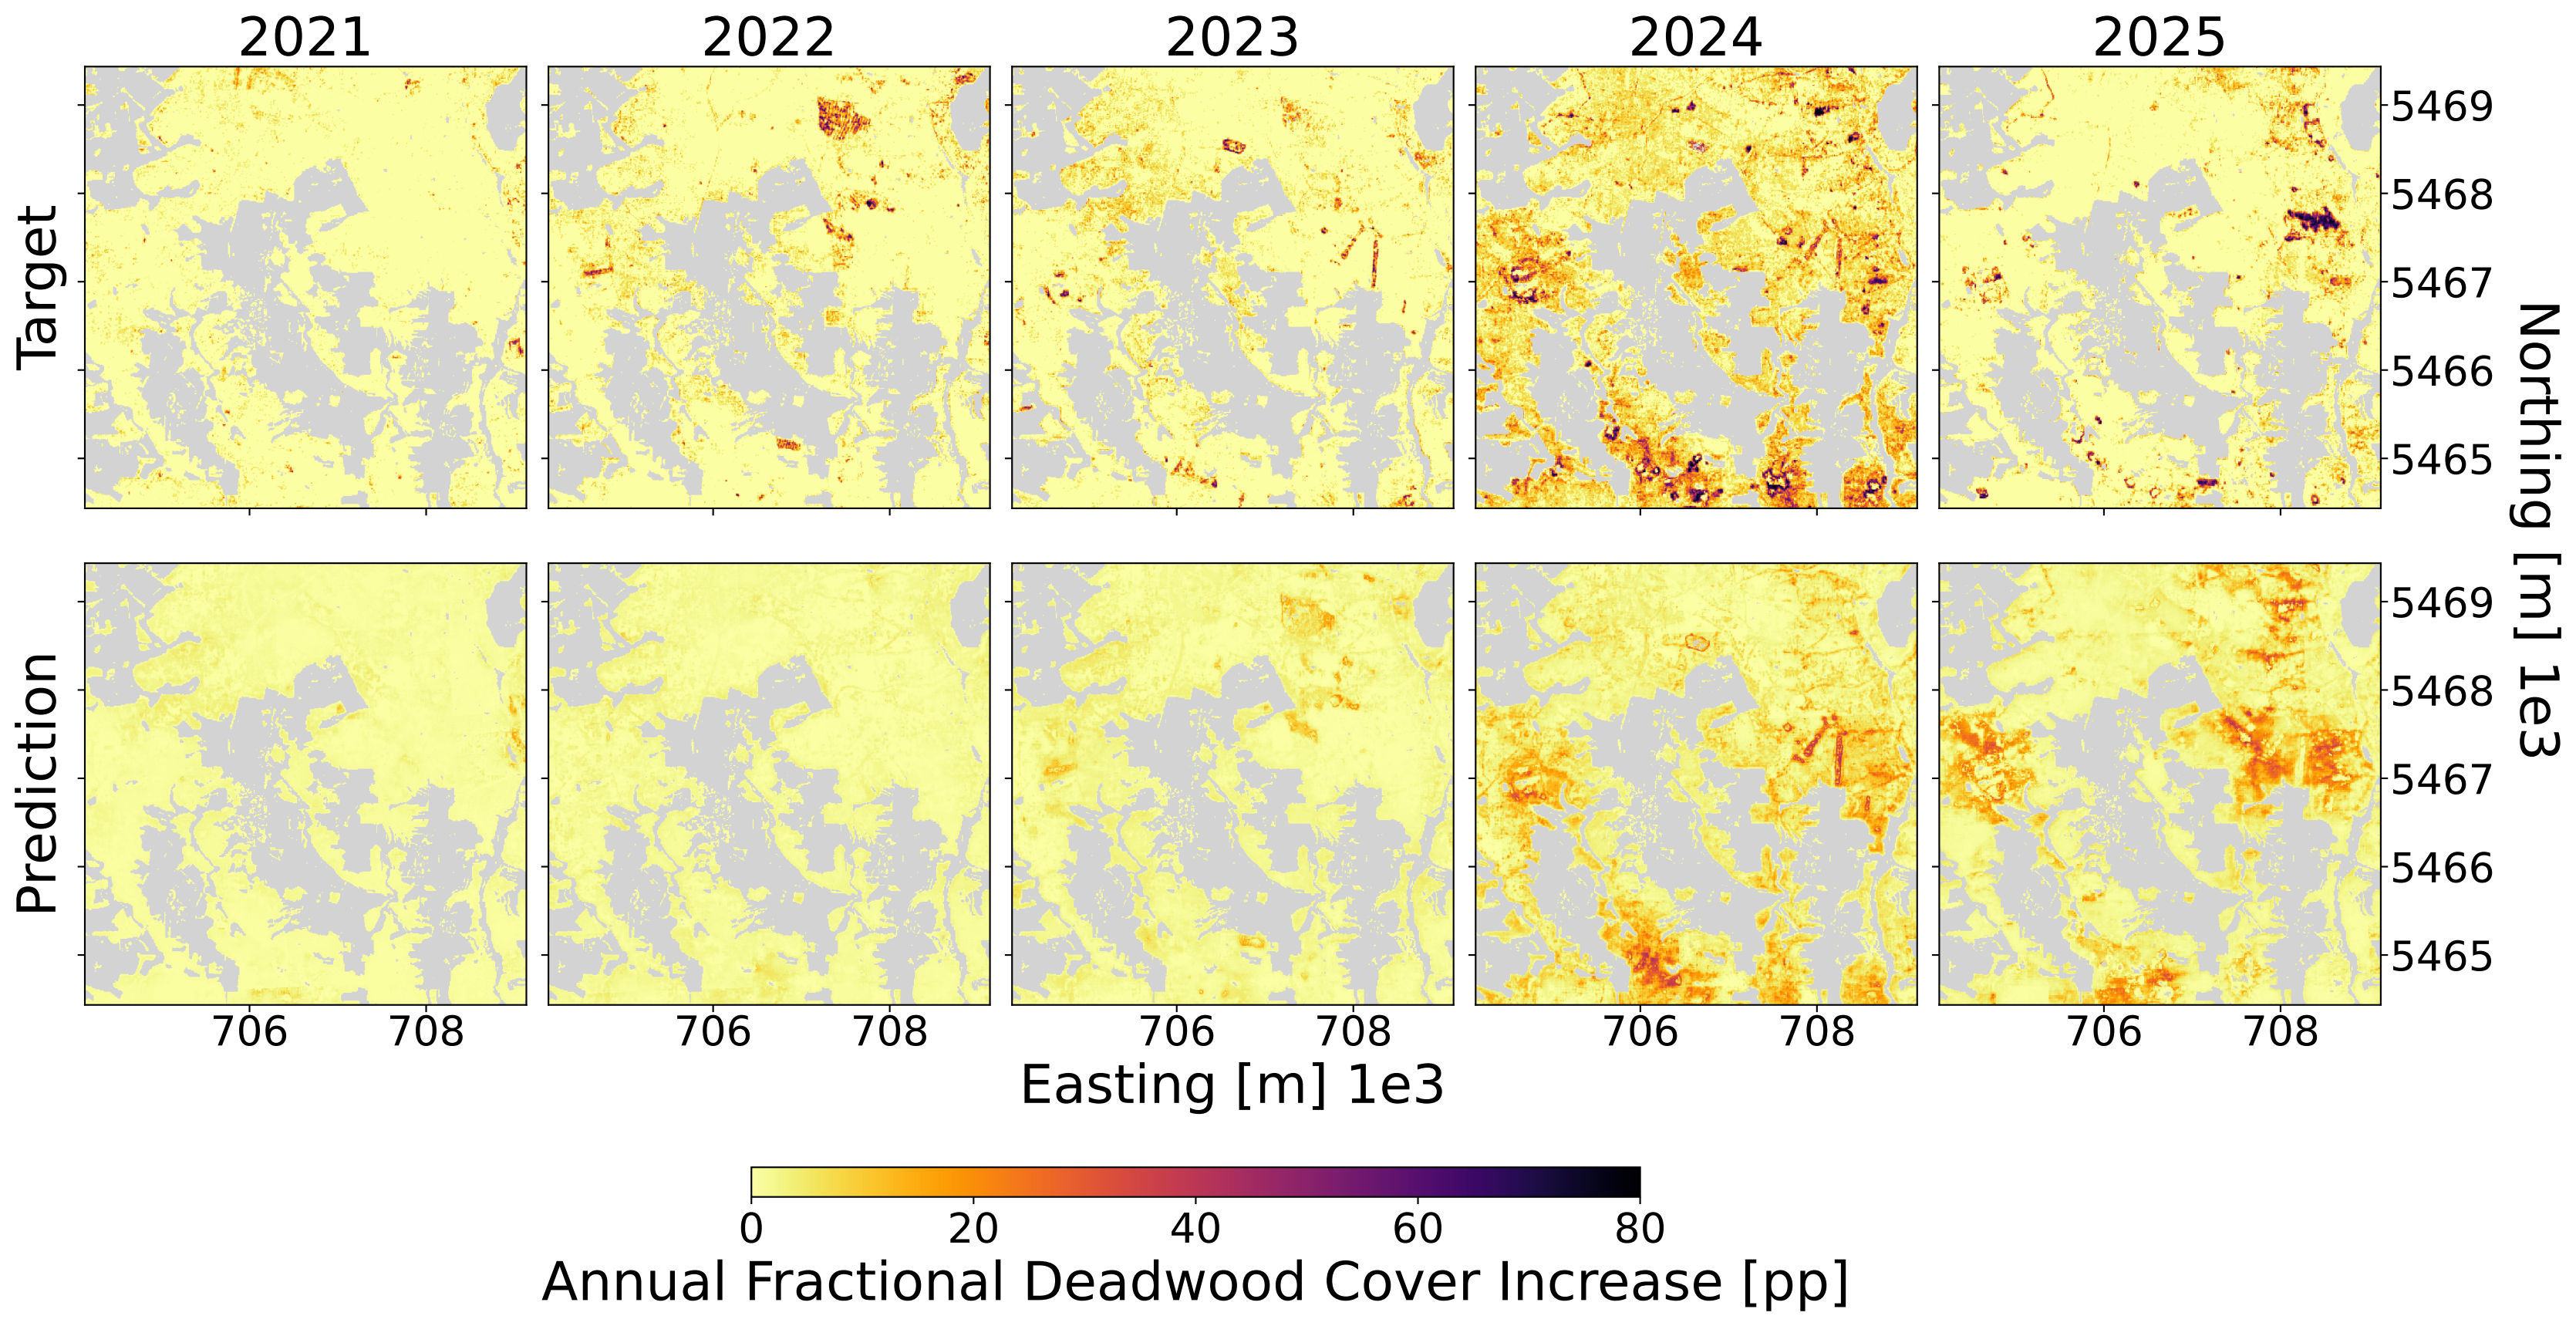 2021 2022 2023 2024 2025
Target
5469
5468
5467
5466
5465
Prediction
5469
5468
5467
5466
5465
Northing [m] 1e3
706 708 706 708 706 708 706 708 706 708
Easting [m] 1e3
0 20 40 60 80
Annual Fractional Deadwood Cover Increase [pp]